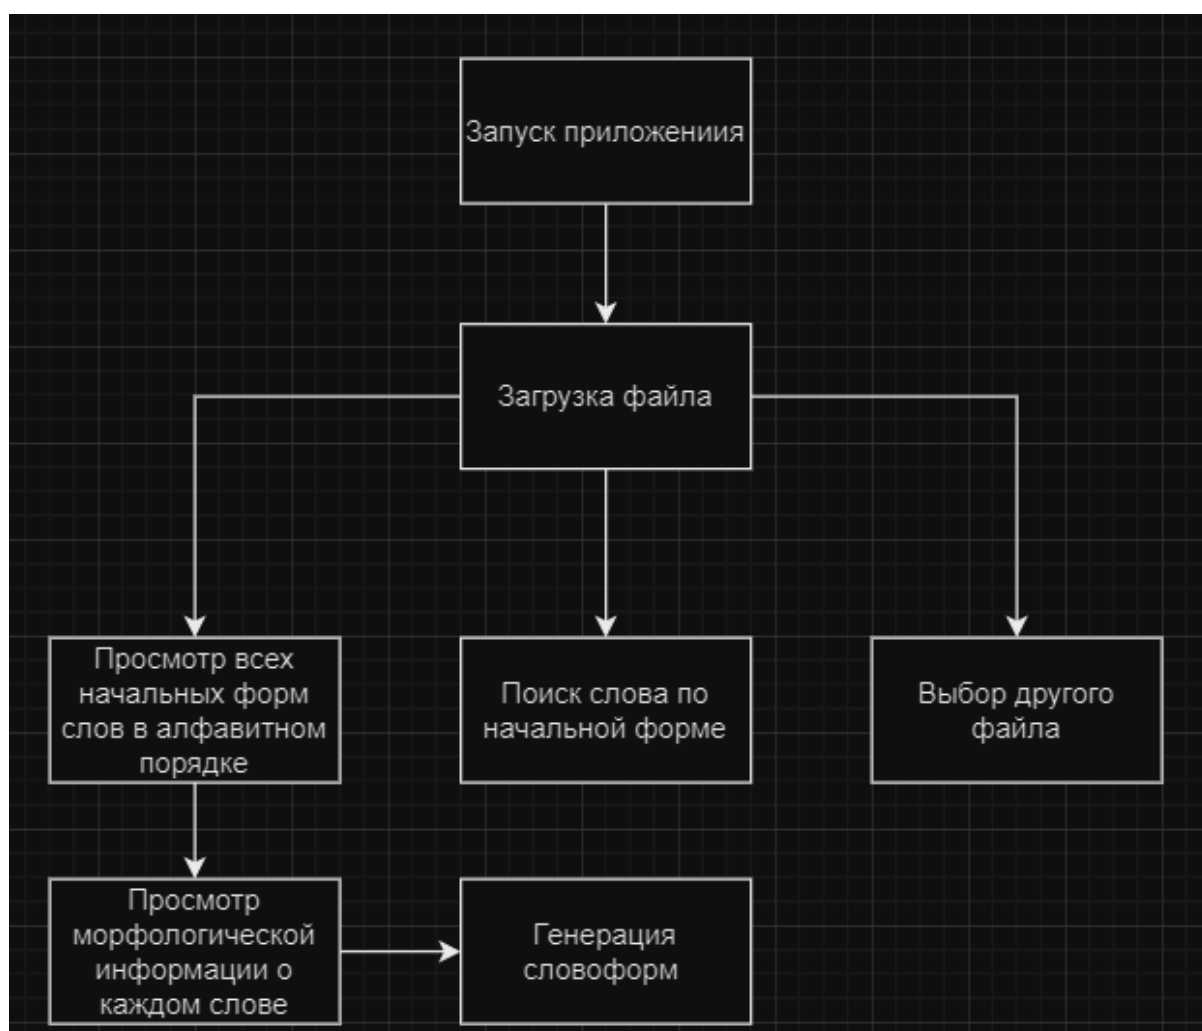 Запуск приложениия
Загрузка файла
Просмотр всех
начальных форм
слов в алфавитном
порядке
Поиск слова по
начальной форме
Выбор другого
файла
Просмотр
морфологической
информации о
каждом слове
Генерация
словоформ